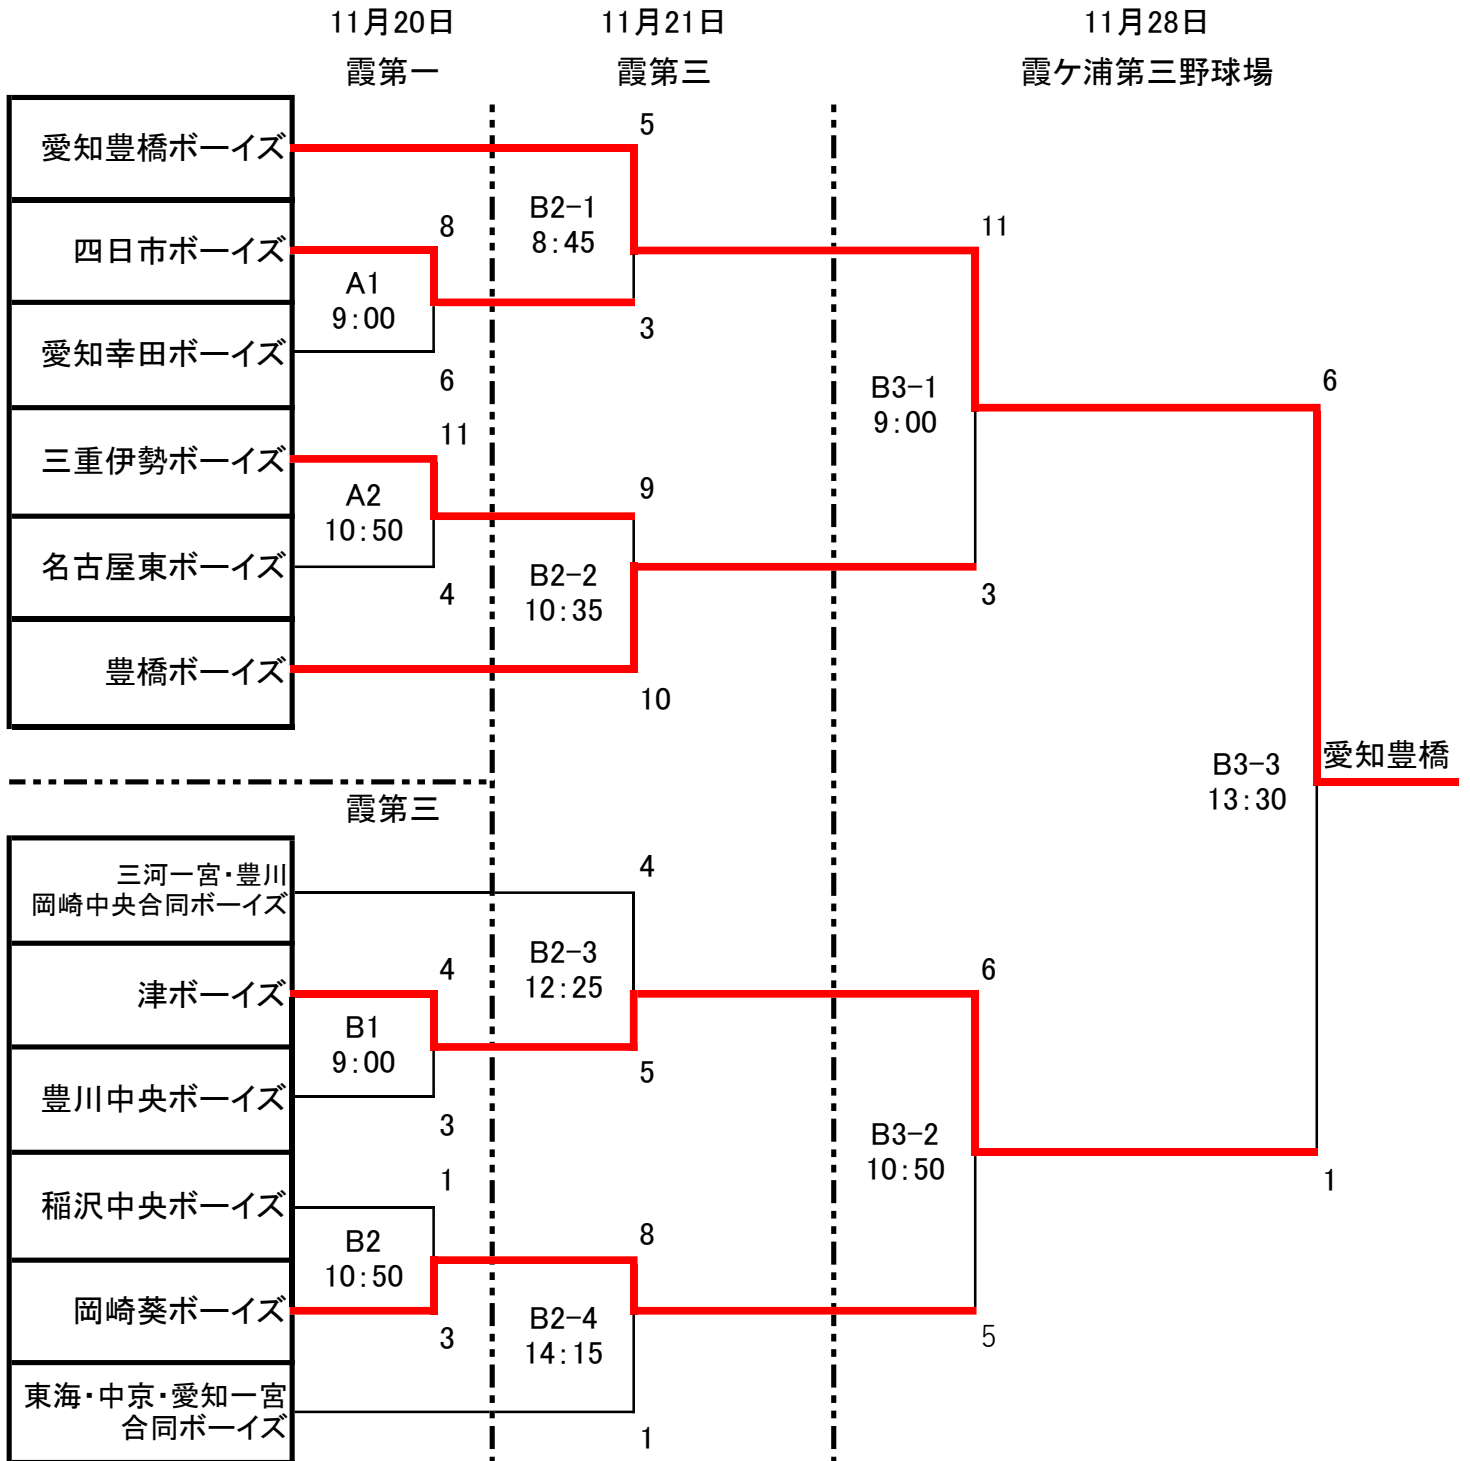 11月20日
11月21日
11月28日
霞第一
霞第三
霞ケ浦第三野球場
愛知豊橋ボーイズ
四日市ボーイズ
愛知幸田ボーイズ
三重伊勢ボーイズ
名古屋東ボーイズ
豊橋ボーイズ
8
A1
9:00
6
11
A2
10:50
4
5
B2-1
8:45
3
9
B2-2
10:35
10
11
B3-1
9:00
3
6
B3-3
13:30
愛知豊橋
霞第三
三河一宮・豊川
岡崎中央合同ボーイズ
津ボーイズ
豊川中央ボーイズ
稲沢中央ボーイズ
岡崎葵ボーイズ
東海・中京・愛知一宮
合同ボーイズ
4
B1
9:00
3
1
B2
10:50
3
4
B2-3
12:25
5
8
B2-4
14:15
1
6
B3-2
10:50
5
1